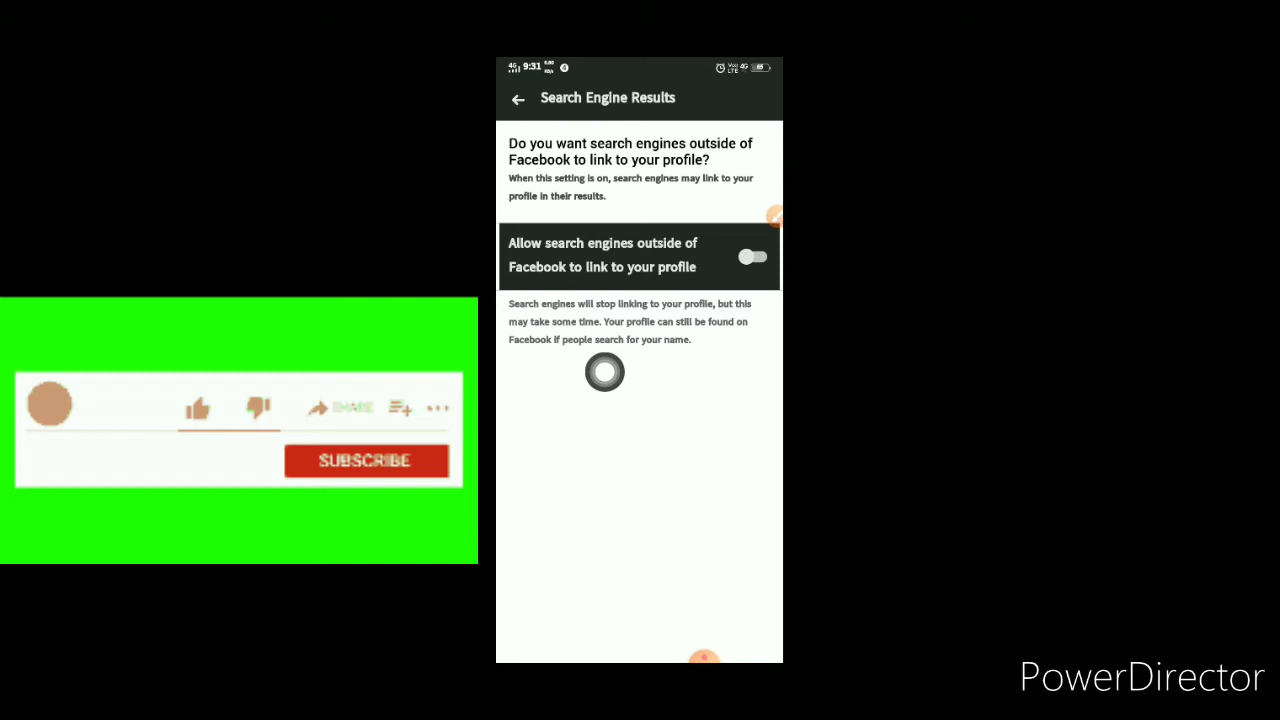 4G 9:31
Search Engine Results
Do you want search engines outside of
Facebook to link to your profile?
When this setting is on, search engines may link to your
profile in their results.
Allow search engines outside of
Facebook to link to your profile
Search engines will stop linking to your profile, but this
may take some time. Your profile can still be found on
Facebook if people search for your name.
SHARE
SUBSCRIBE
PowerDirector